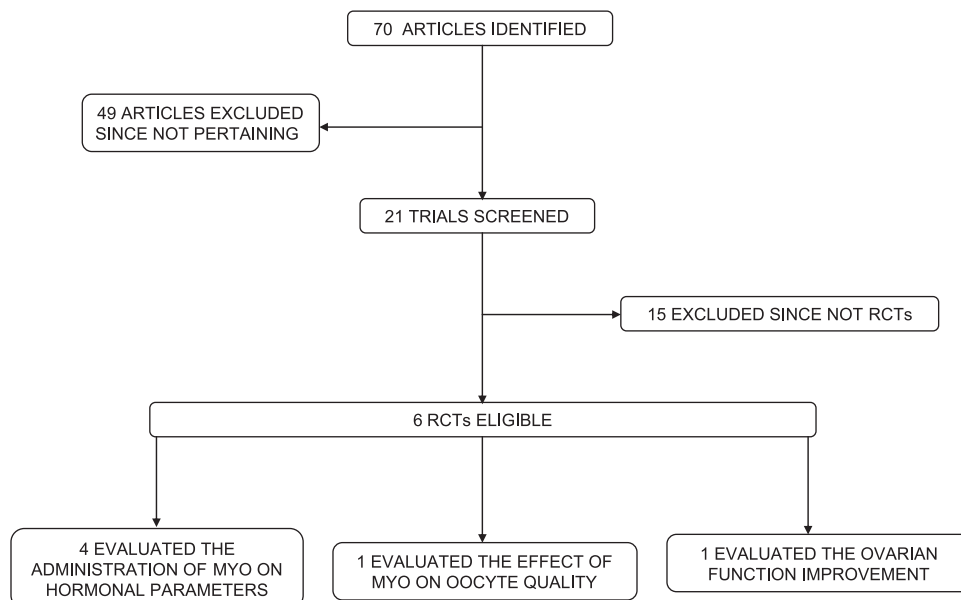 70 ARTICLES IDENTIFIED
49 ARTICLES EXCLUDED
SINCE NOT PERTAINING
21 TRIALS SCREENED
15 EXCLUDED SINCE NOT RCTs
6 RCTs ELIGIBLE
4 EVALUATED THE
ADMINISTRATION OF MYO ON
HORMONAL PARAMETERS
1 EVALUATED THE EFFECT OF
MYO ON OOCYTE QUALITY
1 EVALUATED THE OVARIAN
FUNCTION IMPROVEMENT